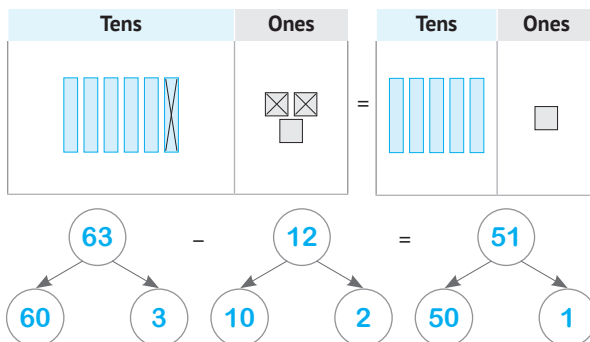 Tens Ones Tens Ones
=
63 – 12 = 51
60 3 10 2 50 1